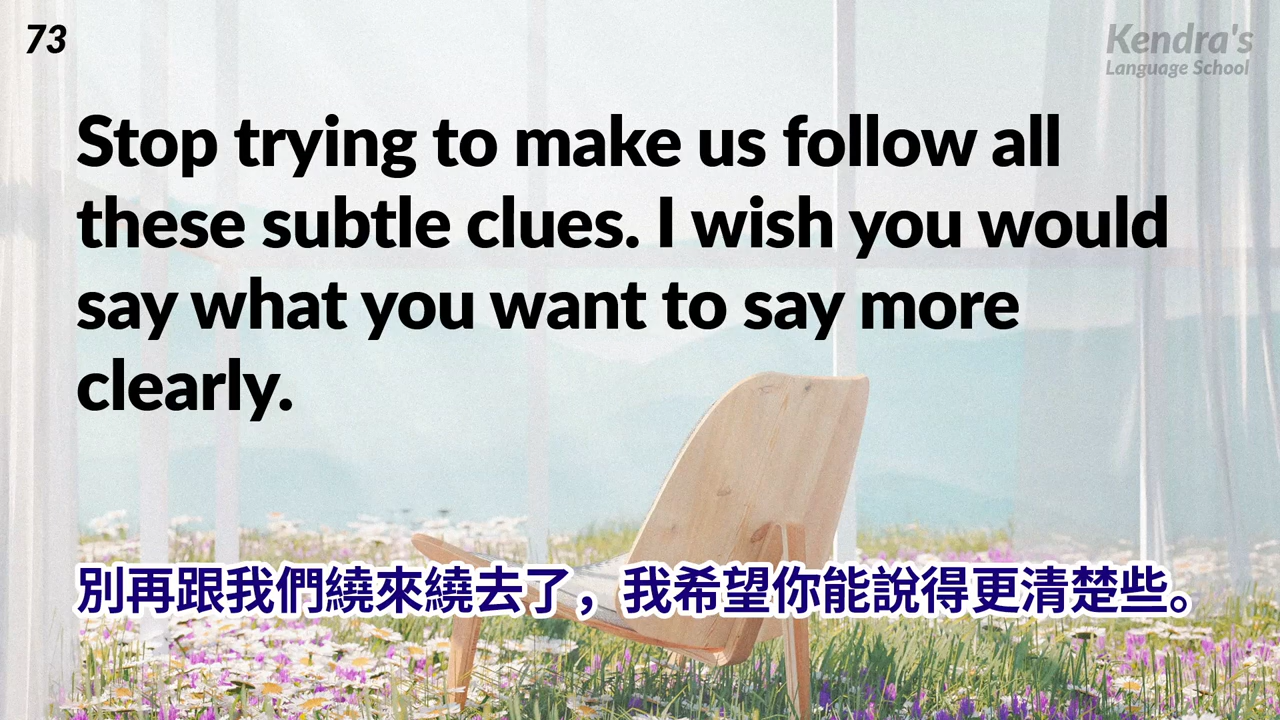 73
Kendra's
Language School
Stop trying to make us follow all
these subtle clues. I wish you would
say what you want to say more
clearly.
別再跟我們繞來繞去了，我希望你能說得更清楚些。